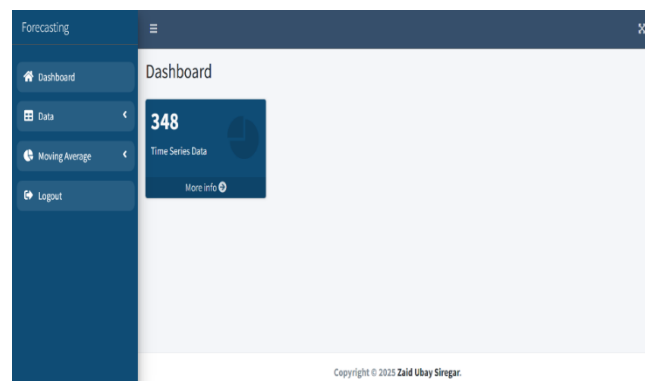 Forecasting
Dashboard
Data
Moving Average
Logout
Dashboard
348
Time Series Data
More info
Copyright © 2025 Zaid Ubay Siregar.